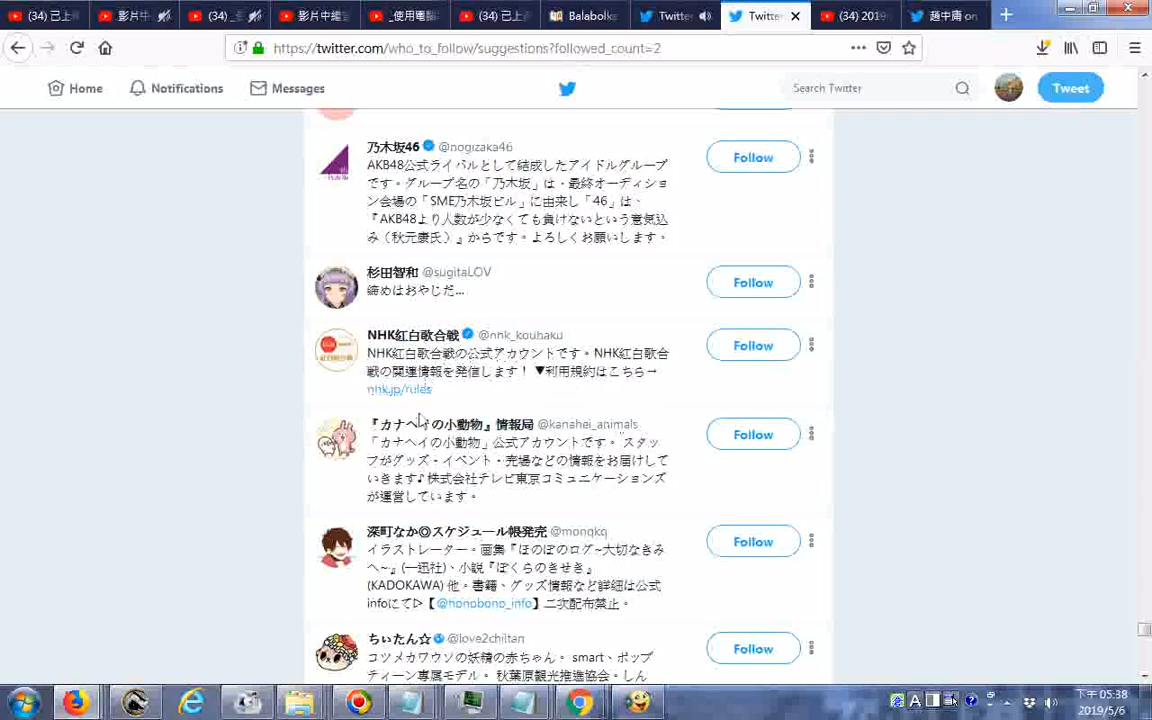 (34) 已上
影片中
(34) _
影片中繼
_使用電腦
(34) 已上
Balabolka
Twitter
Twitter
(34) 2019
趙中甫 on
https://twitter.com/who_to_follow/suggestions?followed_count=2
Home
Notifications
Messages
Search Twitter
Tweet
乃木坂46 @nogizaka46
AKB48公式ライバルとして結成したアイドルグループ
です。グループ名の「乃木坂」は、最終オーディショ
ン会場の「SME乃木坂ビル」に由来し「46」は、
『AKB48より人数が少なくても負けないという意気込
み（秋元康氏）』からです。よろしくお願いします。
Follow
杉田智和 @sugitaLOV
締めはおやじだ...
Follow
NHK紅白歌合戦 @nhk_kouhaku
NHK紅白歌合戦の公式アカウントです。NHK紅白歌合
戦の関連情報を発信します！ ▼利用規約はこちら→
nhk.jp/rules
Follow
『カナヘイの小動物』情報局 @kanahei_animals
「カナヘイの小動物」公式アカウントです。 スタッ
フがグッズ・イベント・売場などの情報をお届けして
いきます♪ 株式会社テレビ東京コミュニケーションズ
が運営しています。
Follow
深町なか◎スケジュール帳発売 @monqkq
イラストレーター。画集『ほのぼのログ~大切なきみ
へ~』(一迅社)、小説『ぼくらのきせき』
(KADOKAWA) 他。書籍、グッズ情報など詳細は公式
infoにて▷【@honobono_info】二次配布禁止。
Follow
ちぃたん☆ @love2chiitan
コツメカワウソの妖精の赤ちゃん。 smart、ポップ
ティーン専属モデル。 秋葉原観光推進協会。しん
Follow
下午 05:38
2019/5/6